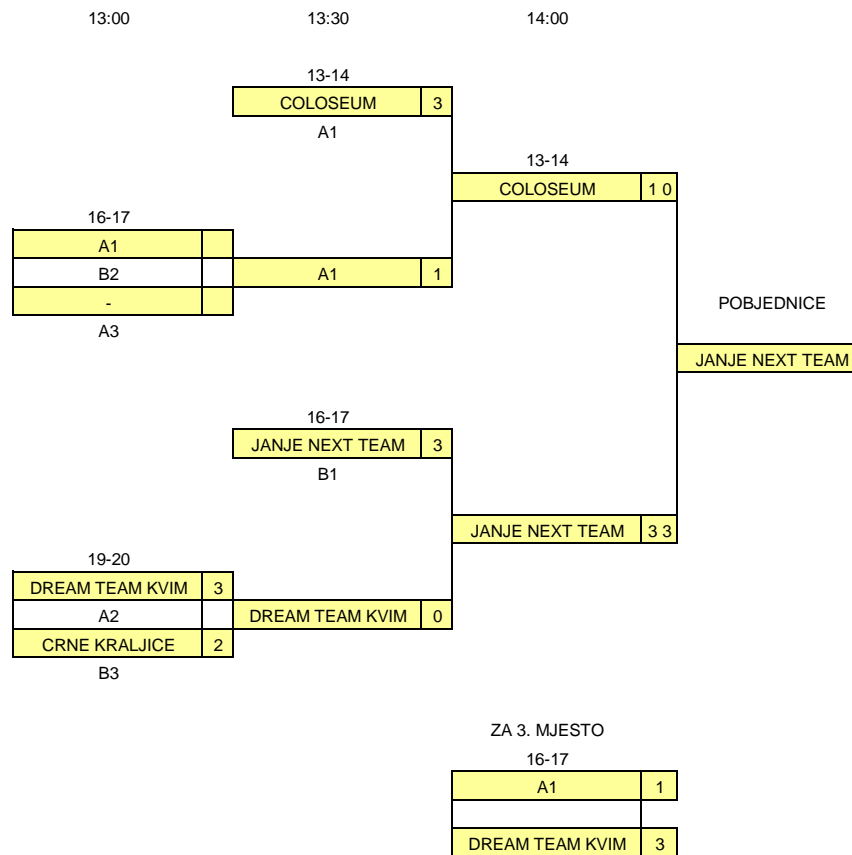 13:00 13:30 14:00
13-14
COLOSEUM 3
A1
13-14
COLOSEUM 1 0
16-17
A1
B2 A1 1
-
A3
POBJEDNICE
JANJE NEXT TEAM
16-17
JANJE NEXT TEAM 3
B1
JANJE NEXT TEAM 3 3
19-20
DREAM TEAM KVIM 3
A2 DREAM TEAM KVIM 0
CRNE KRALJICE 2
B3
ZA 3. MJESTO
16-17
A1 1
DREAM TEAM KVIM 3